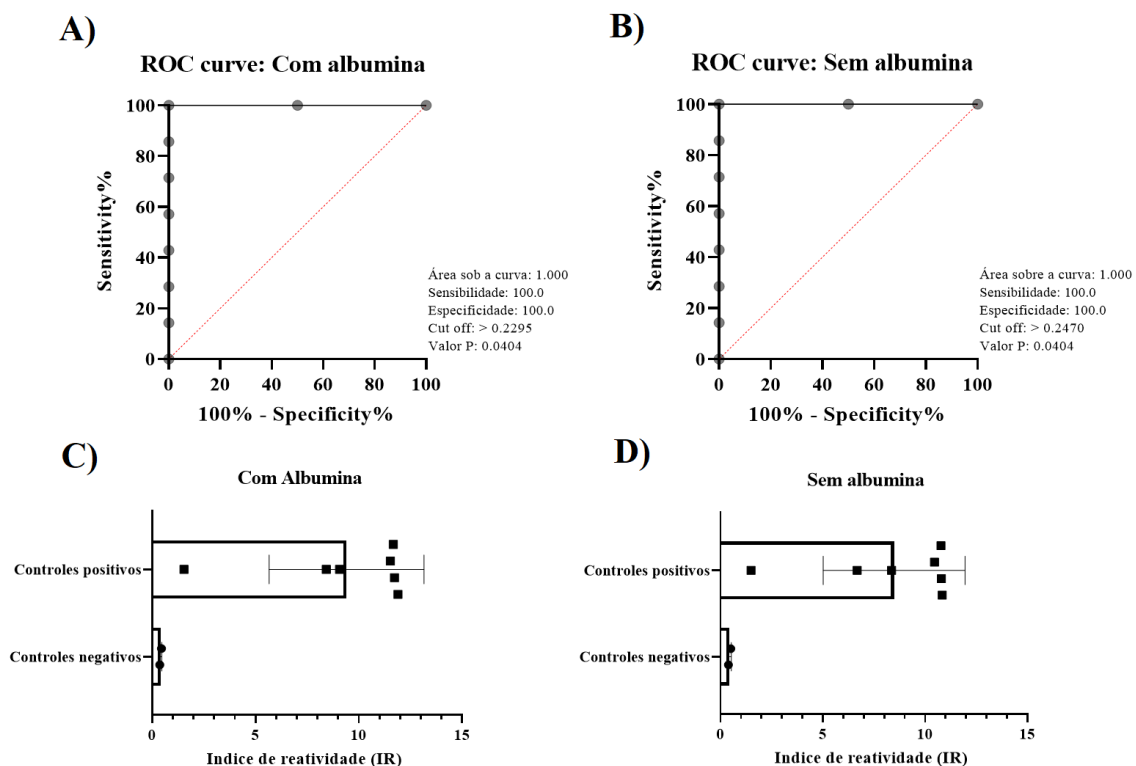 A)
ROC curve: Com albumina
100
80
60
40
20
0
Sensitivity%
Área sob a curva: 1.000
Sensibilidade: 100.0
Especificidade: 100.0
Cut off: > 0.2295
Valor P: 0.0404
0 20 40 60 80 100
100% - Specificity%
B)
ROC curve: Sem albumina
100
80
60
40
20
0
Sensitivity%
Área sobre a curva: 1.000
Sensibilidade: 100.0
Especificidade: 100.0
Cut off: > 0.2470
Valor P: 0.0404
0 20 40 60 80 100
100% - Specificity%
C)
Com Albumina
Controles positivos
Controles negativos
0 5 10 15
Indice de reatividade (IR)
D)
Sem albumina
Controles positivos
Controles negativos
0 5 10 15
Indice de reatividade (IR)